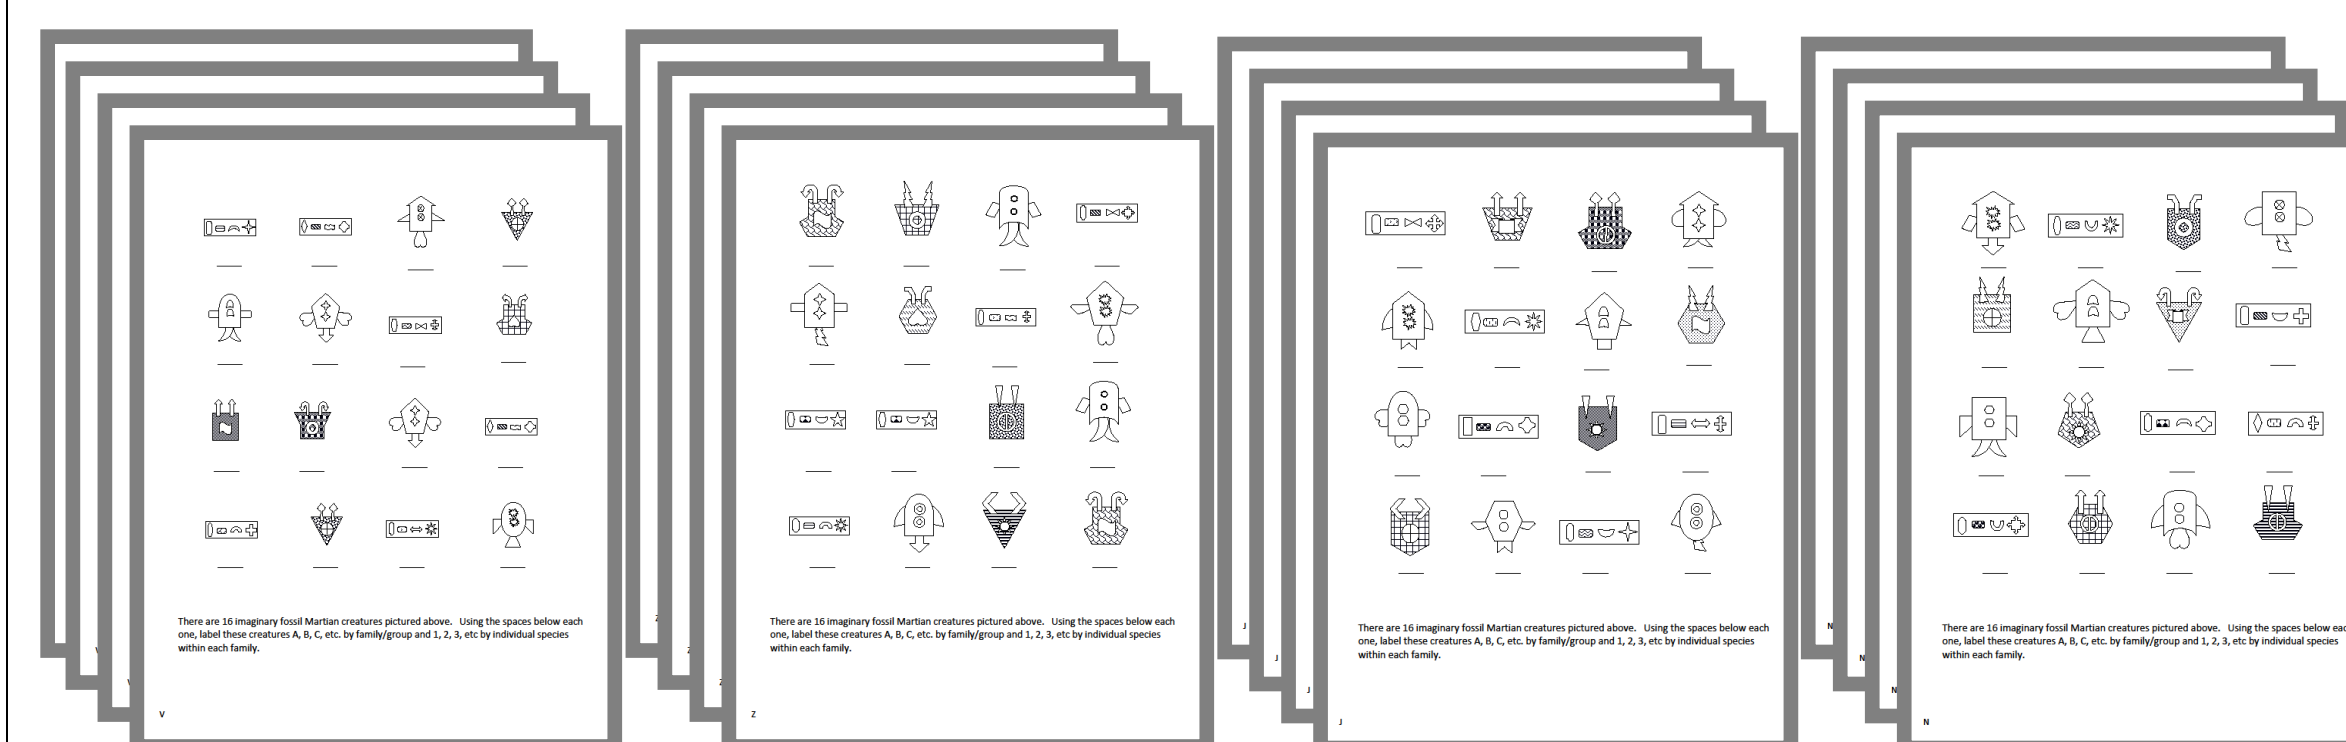 There are 16 imaginary fossil Martian creatures pictured above. Using the spaces below each
one, label these creatures A, B, C, etc. by family/group and 1, 2, 3, etc by individual species
within each family.
V
There are 16 imaginary fossil Martian creatures pictured above. Using the spaces below each
one, label these creatures A, B, C, etc. by family/group and 1, 2, 3, etc by individual species
within each family.
Z
J
J
J
There are 16 imaginary fossil Martian creatures pictured above. Using the spaces below each
one, label these creatures A, B, C, etc. by family/group and 1, 2, 3, etc by individual species
within each family.
J
N
N
N
There are 16 imaginary fossil Martian creatures pictured above. Using the spaces below
one, label these creatures A, B, C, etc. by family/group and 1, 2, 3, etc by individual species
within each family.
N